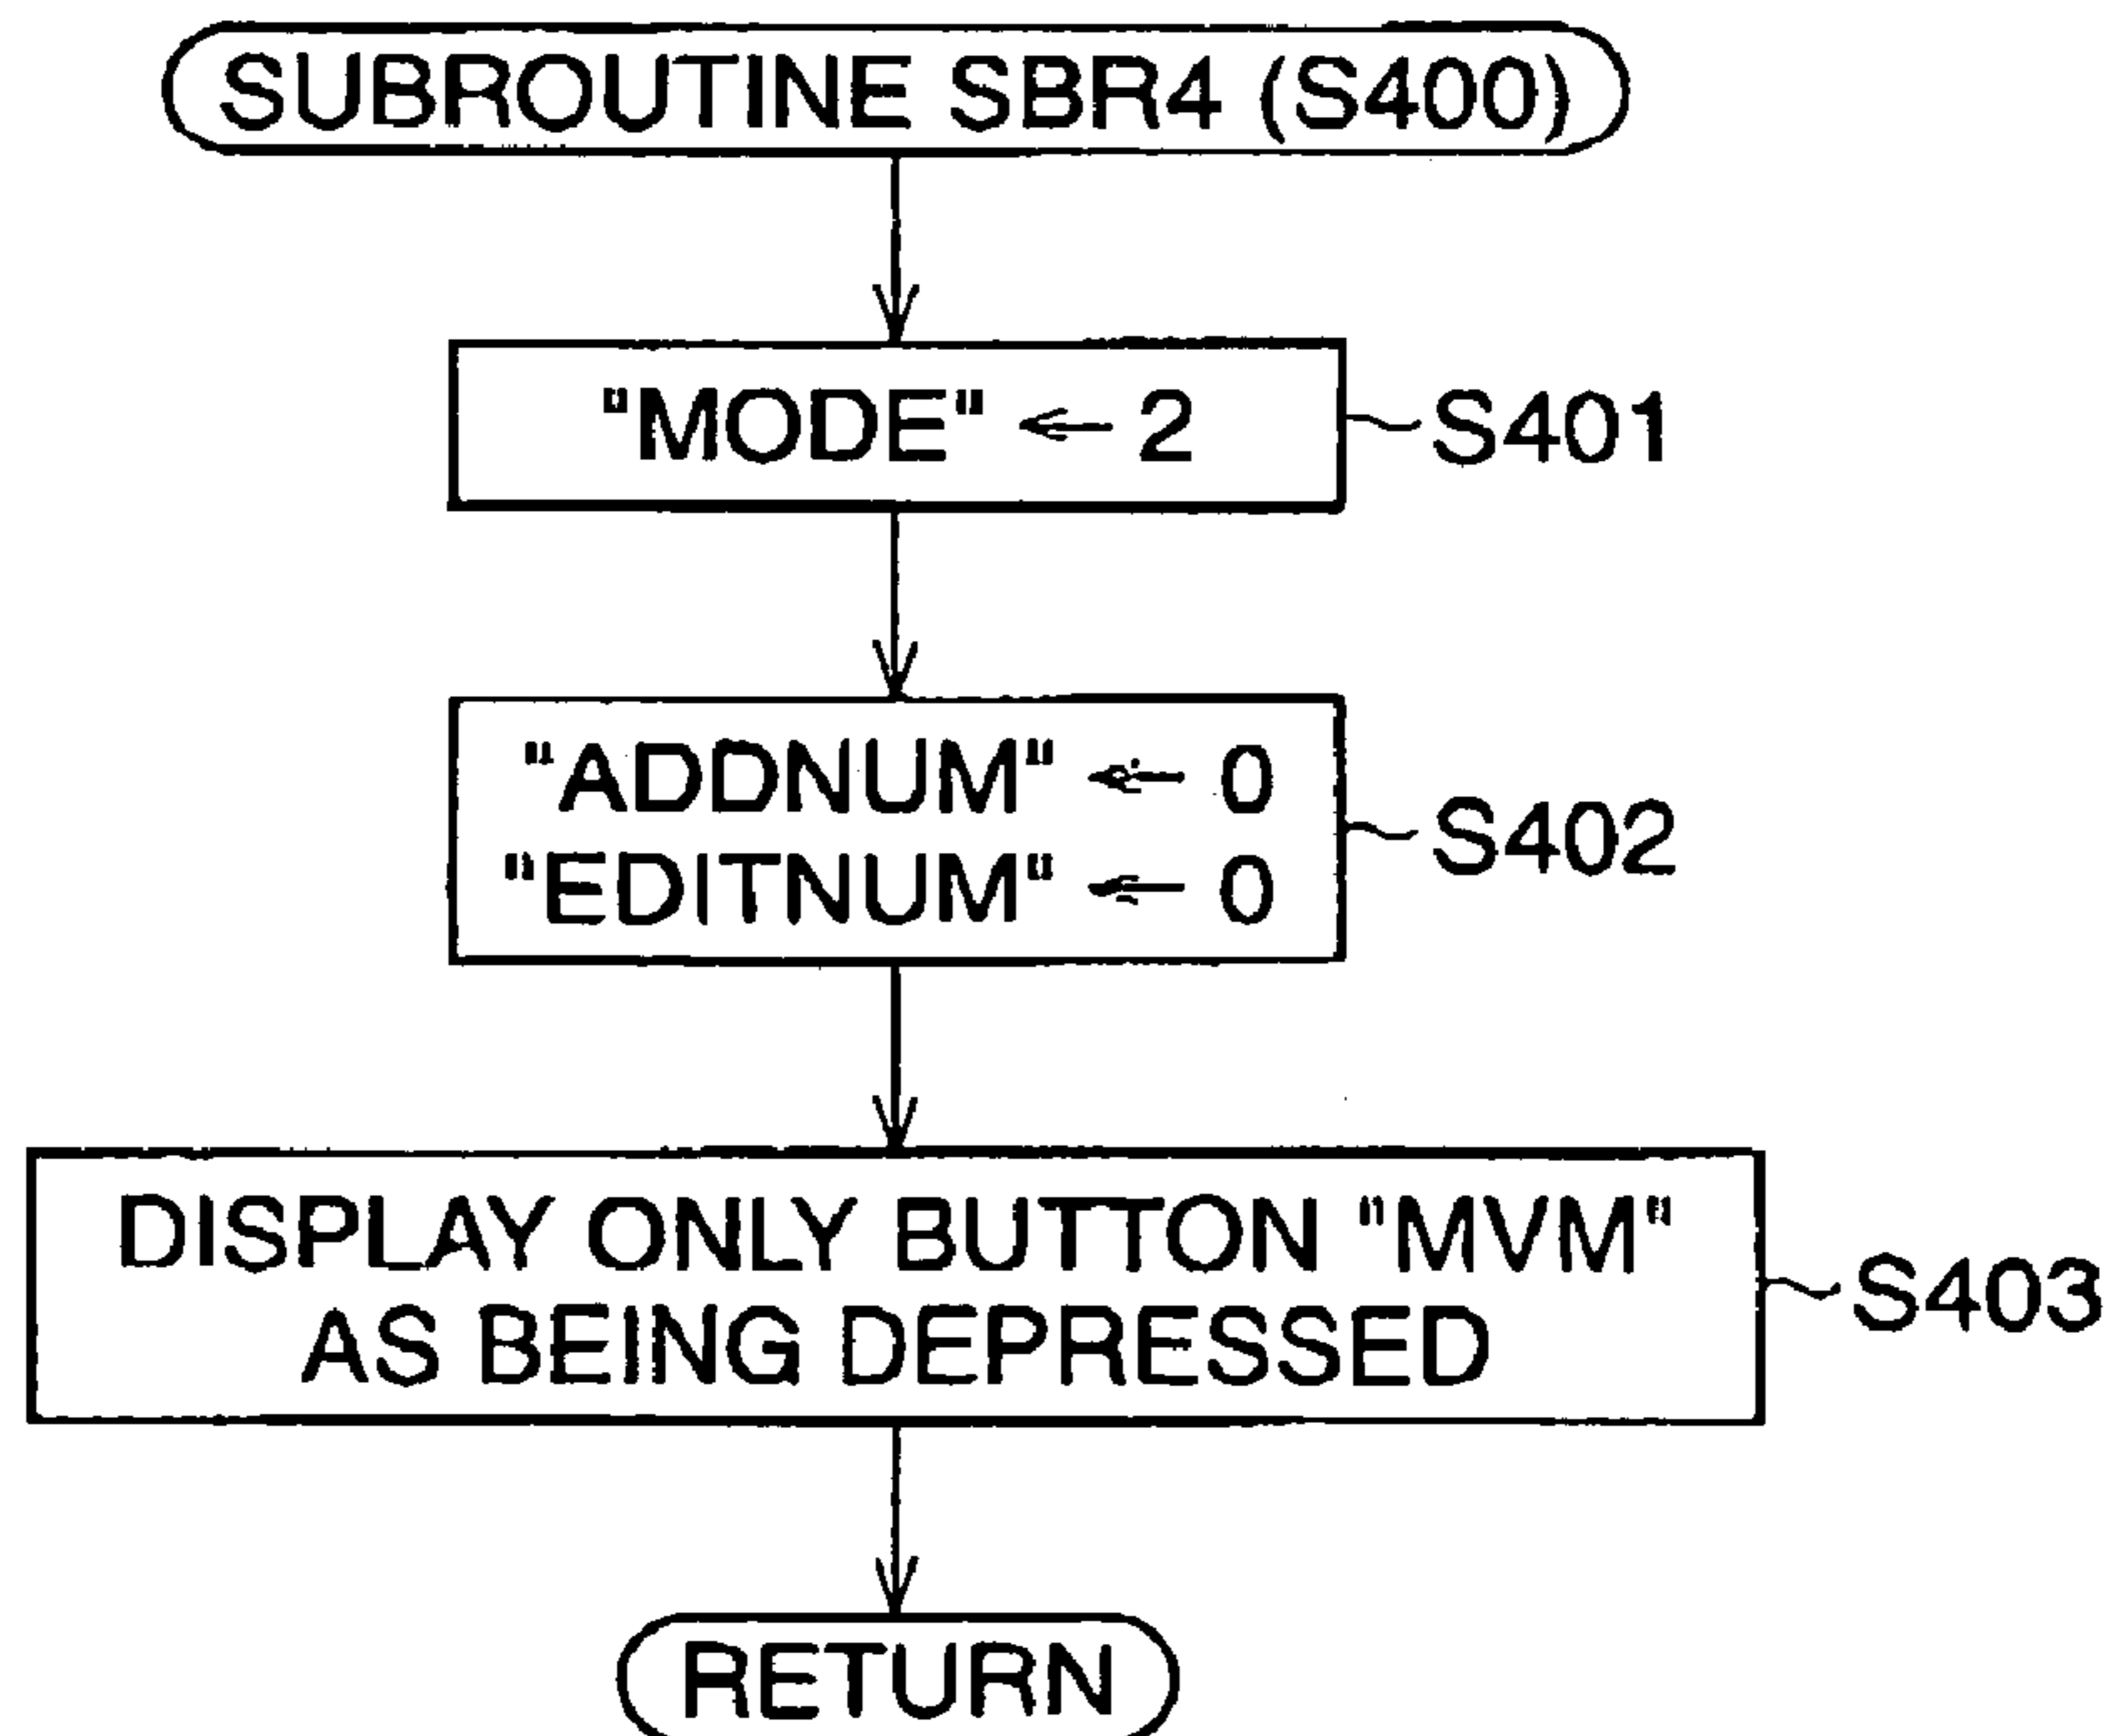 SUBROUTINE SBR4 (S400)
"MODE" ← 2
S401
"ADDNUM" ← 0
"EDITNUM" ← 0
S402
DISPLAY ONLY BUTTON "MVM"
AS BEING DEPRESSED
S403
RETURN